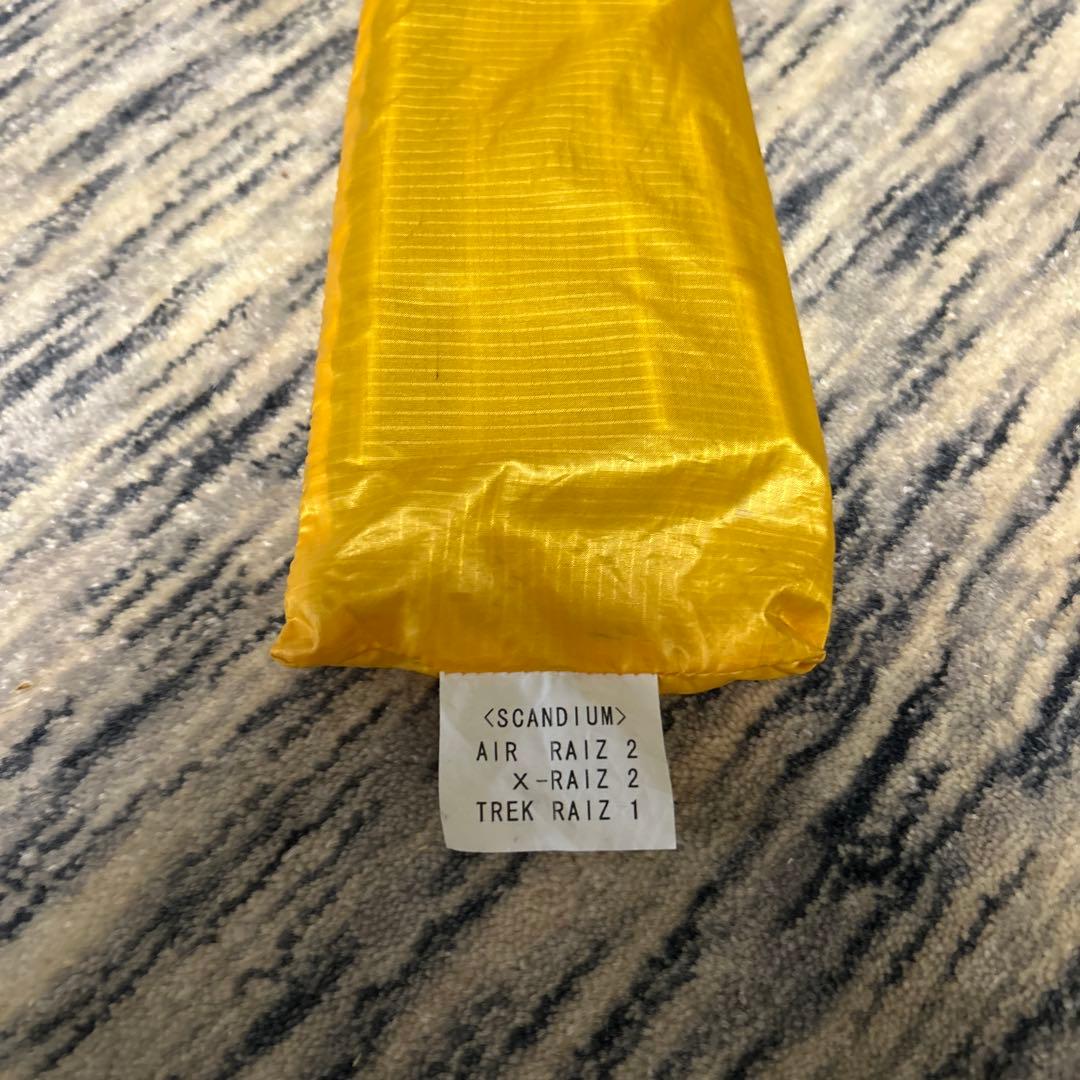 <SCANDIUM>
AIR RAIZ 2
X-RAIZ 2
TREK RAIZ 1